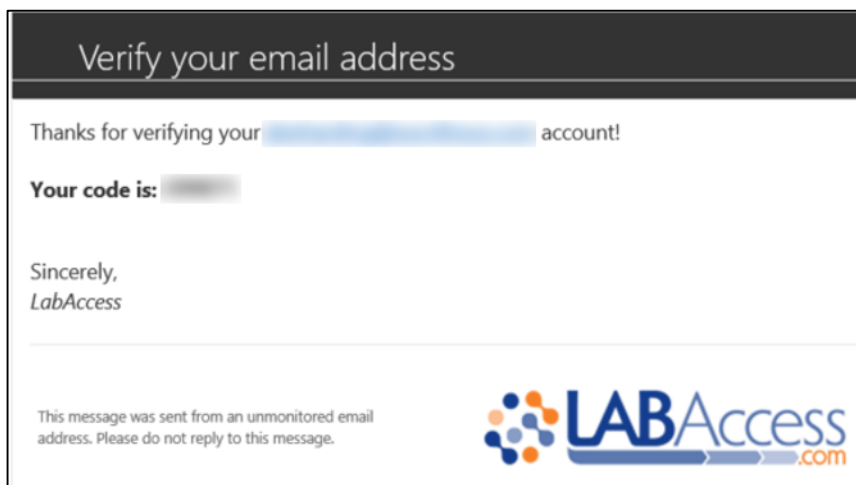 Verify your email address
Thanks for verifying your account!
Your code is:
Sincerely,
LabAccess
This message was sent from an unmonitored email
address. Please do not reply to this message.
LABAccess
.com